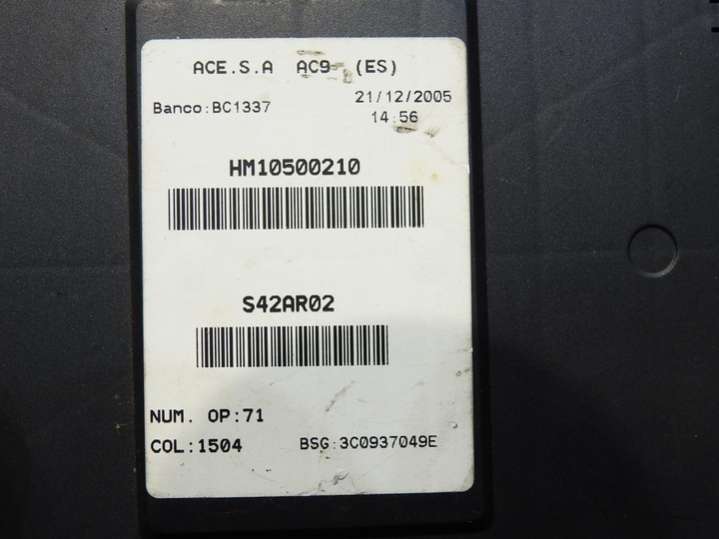 ACE.S.A AC9 (ES)
Banco:BC1337 21/12/2005
14:56
HM10500210
S42AR02
NUM. OP:71
COL:1504 BSG:3C0937049E